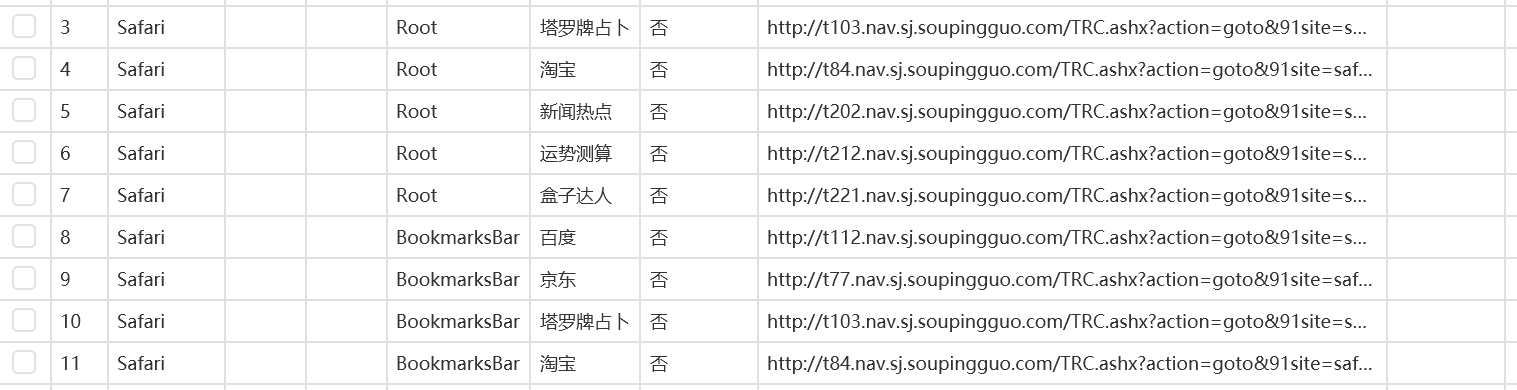 3 Safari Root 塔罗牌占卜 否 http://t103.nav.sj.soupingguo.com/TRC.ashx?action=goto&91site=s...
4 Safari Root 淘宝 否 http://t84.nav.sj.soupingguo.com/TRC.ashx?action=goto&91site=saf...
5 Safari Root 新闻热点 否 http://t202.nav.sj.soupingguo.com/TRC.ashx?action=goto&91site=s...
6 Safari Root 运势测算 否 http://t212.nav.sj.soupingguo.com/TRC.ashx?action=goto&91site=s...
7 Safari Root 盒子达人 否 http://t221.nav.sj.soupingguo.com/TRC.ashx?action=goto&91site=s...
8 Safari BookmarksBar 百度 否 http://t112.nav.sj.soupingguo.com/TRC.ashx?action=goto&91site=s...
9 Safari BookmarksBar 京东 否 http://t77.nav.sj.soupingguo.com/TRC.ashx?action=goto&91site=saf...
10 Safari BookmarksBar 塔罗牌占卜 否 http://t103.nav.sj.soupingguo.com/TRC.ashx?action=goto&91site=s...
11 Safari BookmarksBar 淘宝 否 http://t84.nav.sj.soupingguo.com/TRC.ashx?action=goto&91site=saf...